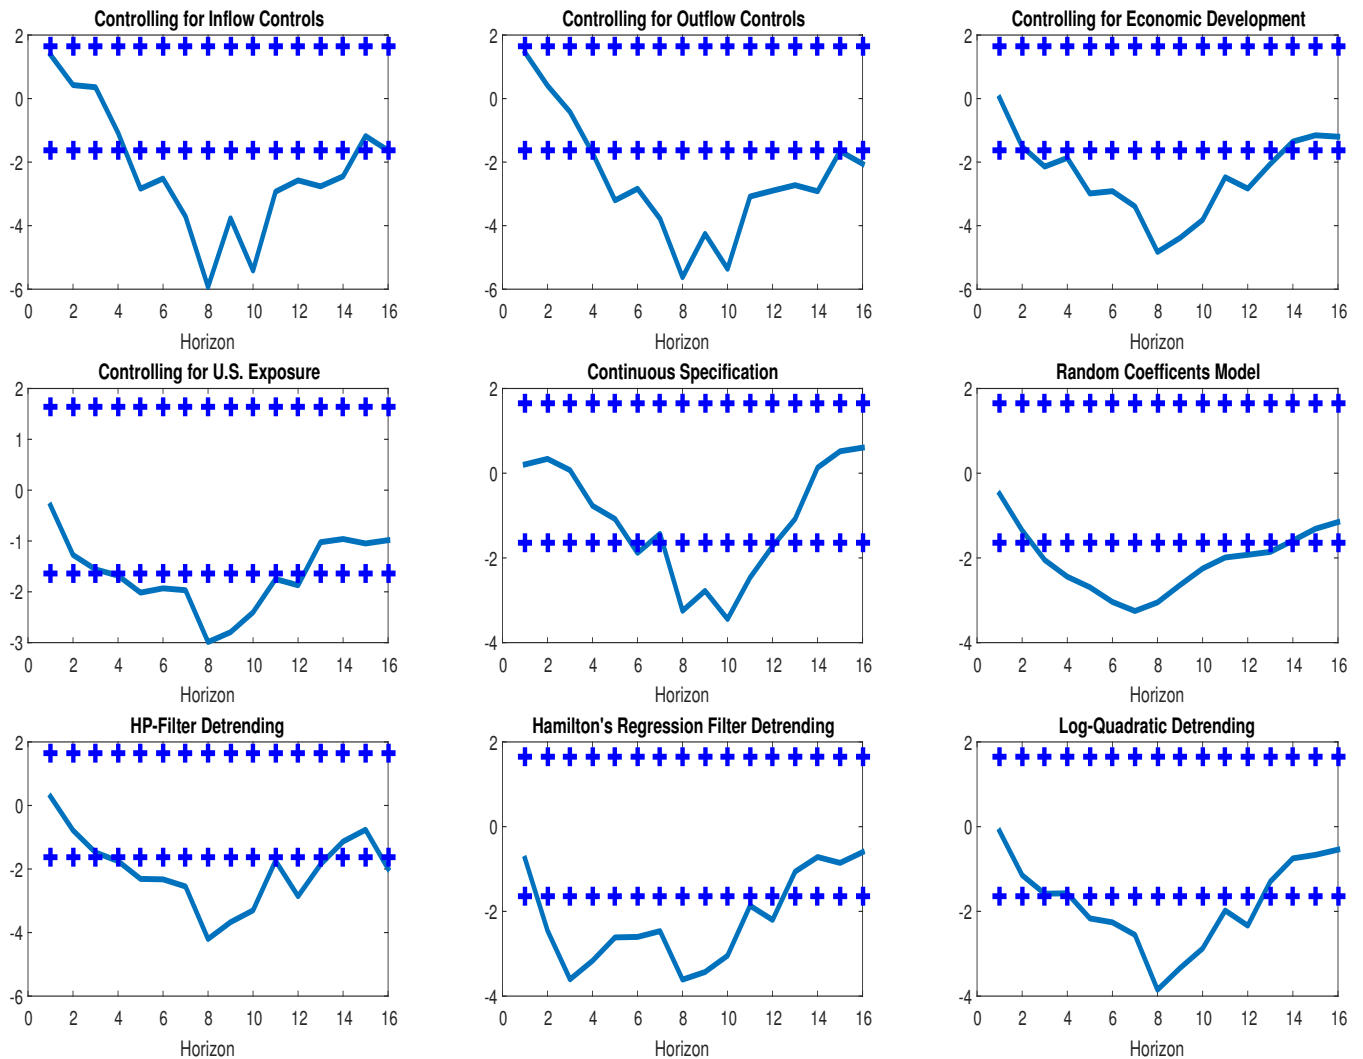 Controlling for Inflow Controls
2
0
-2
-4
-6
0 2 4 6 8 10 12 14 16
Horizon
Controlling for Outflow Controls
2
0
-2
-4
-6
0 2 4 6 8 10 12 14 16
Horizon
Controlling for Economic Development
2
0
-2
-4
-6
0 2 4 6 8 10 12 14 16
Horizon
Controlling for U.S. Exposure
2
1
0
-1
-2
-3
0 2 4 6 8 10 12 14 16
Horizon
Continuous Specification
2
0
-2
-4
0 2 4 6 8 10 12 14 16
Horizon
Random Coefficents Model
2
0
-2
-4
0 2 4 6 8 10 12 14 16
Horizon
HP-Filter Detrending
2
0
-2
-4
-6
0 2 4 6 8 10 12 14 16
Horizon
Hamilton's Regression Filter Detrending
2
0
-2
-4
0 2 4 6 8 10 12 14 16
Horizon
Log-Quadratic Detrending
2
0
-2
-4
0 2 4 6 8 10 12 14 16
Horizon